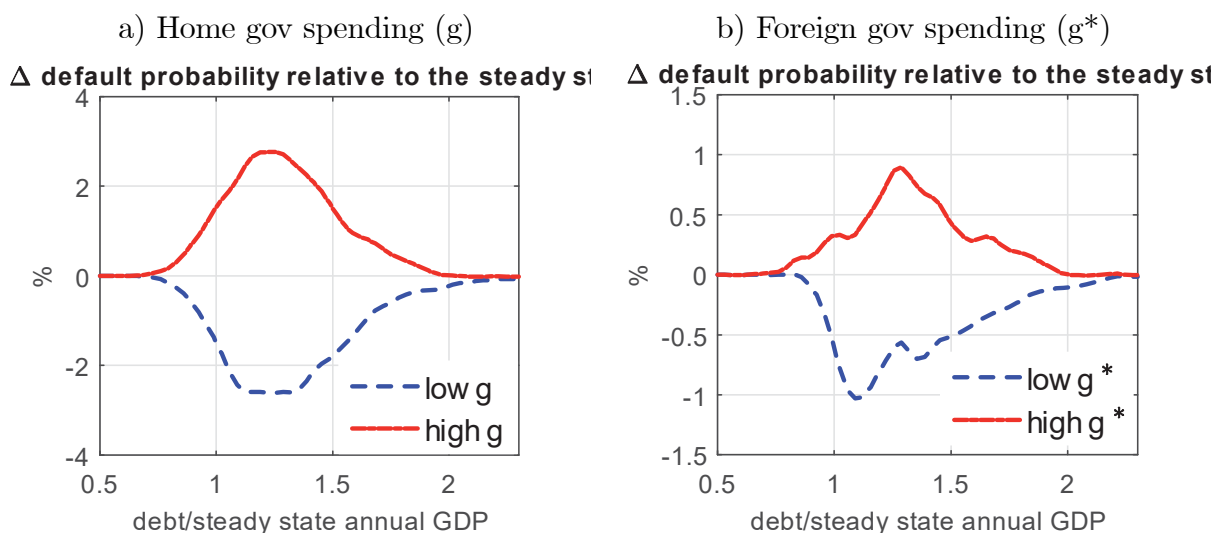 a) Home gov spending (g)
Δ default probability relative to the steady st
4
2
0
-2
-4
%
low g
high g
0.5 1 1.5 2
debt/steady state annual GDP
b) Foreign gov spending (g*)
Δ default probability relative to the steady st
1.5
1
0.5
0
-0.5
-1
-1.5
%
low g *
high g *
0.5 1 1.5 2
debt/steady state annual GDP